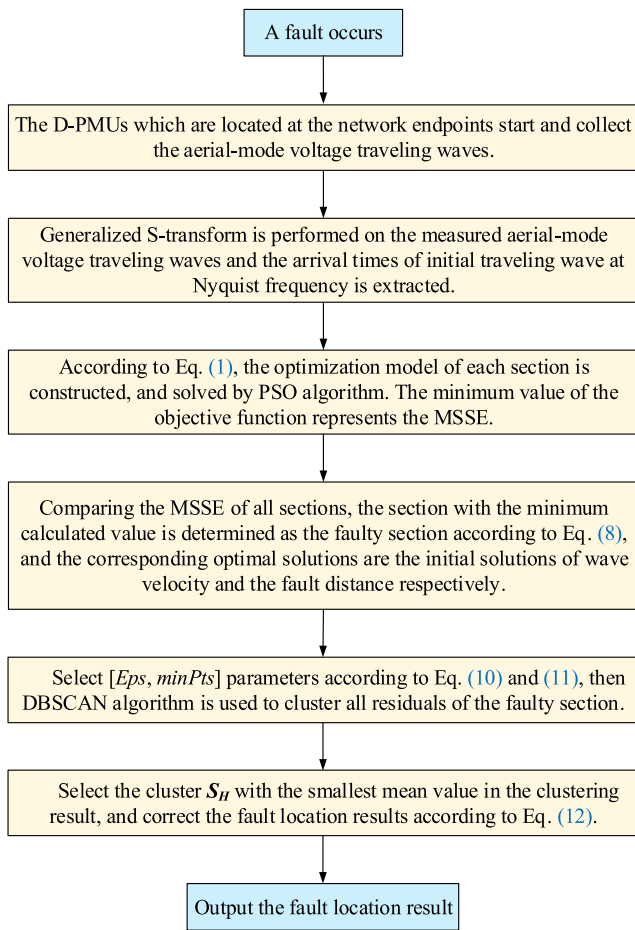 A fault occurs
The D-PMUs which are located at the network endpoints start and collect
the aerial-mode voltage traveling waves.
Generalized S-transform is performed on the measured aerial-mode
voltage traveling waves and the arrival times of initial traveling wave at
Nyquist frequency is extracted.
According to Eq. (1), the optimization model of each section is
constructed, and solved by PSO algorithm. The minimum value of the
objective function represents the MSSE.
Comparing the MSSE of all sections, the section with the minimum
calculated value is determined as the faulty section according to Eq. (8),
and the corresponding optimal solutions are the initial solutions of wave
velocity and the fault distance respectively.
Select [Eps, minPts] parameters according to Eq. (10) and (11), then
DBSCAN algorithm is used to cluster all residuals of the faulty section.
Select the cluster S_H with the smallest mean value in the clustering
result, and correct the fault location results according to Eq. (12).
Output the fault location result